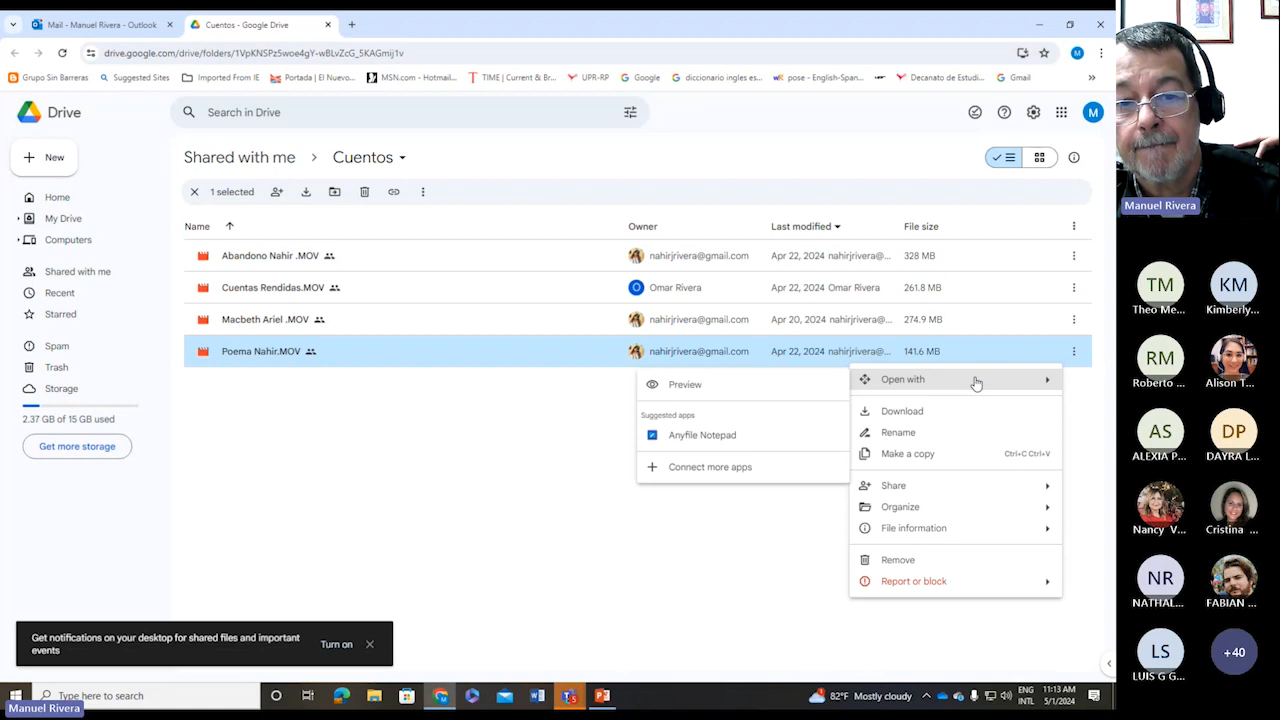 Mail - Manuel Rivera - Outlook
Cuentos - Google Drive
drive.google.com/drive/folders/1VpKNSPz5woe4gY-wBLvZcG_5KAGmij1v
M
Grupo Sin Barreras
Suggested Sites
Imported From IE
Portada | El Nuevo...
MSN.com - Hotmail...
TIME | Current & Br...
UPR-RP
Google
diccionario ingles es...
pose - English-Span...
Decanato de Estudi...
Gmail
Drive
Search in Drive
M
New
Shared with me
Cuentos
1 selected
Home
My Drive
Computers
Shared with me
Recent
Starred
Spam
Trash
Storage
2.37 GB of 15 GB used
Get more storage
Name
Owner
Last modified
File size
Abandono Nahir .MOV
nahirjrivera@gmail.com
Apr 22, 2024 nahirjrivera@...
328 MB
Cuentas Rendidas.MOV
O
Omar Rivera
Apr 22, 2024 Omar Rivera
261.8 MB
Macbeth Ariel .MOV
nahirjrivera@gmail.com
Apr 20, 2024 nahirjrivera@...
274.9 MB
Poema Nahir.MOV
nahirjrivera@gmail.com
Apr 22, 2024 nahirjrivera@...
141.6 MB
Preview
Suggested apps
Anyfile Notepad
Connect more apps
Open with
Download
Rename
Make a copy
Ctrl+C Ctrl+V
Share
Organize
File information
Remove
Report or block
Get notifications on your desktop for shared files and important
events
Turn on
Type here to search
82°F Mostly cloudy
ENG
INTL
11:13 AM
5/1/2024
Manuel Rivera
Manuel Rivera
TM
Theo Me...
KM
Kimberly...
RM
Roberto ...
Alison T...
AS
ALEXIA P...
DP
DAYRA L...
Nancy V...
Cristina ...
NR
NATHAL...
FABIAN ...
LS
LUIS G G...
+40